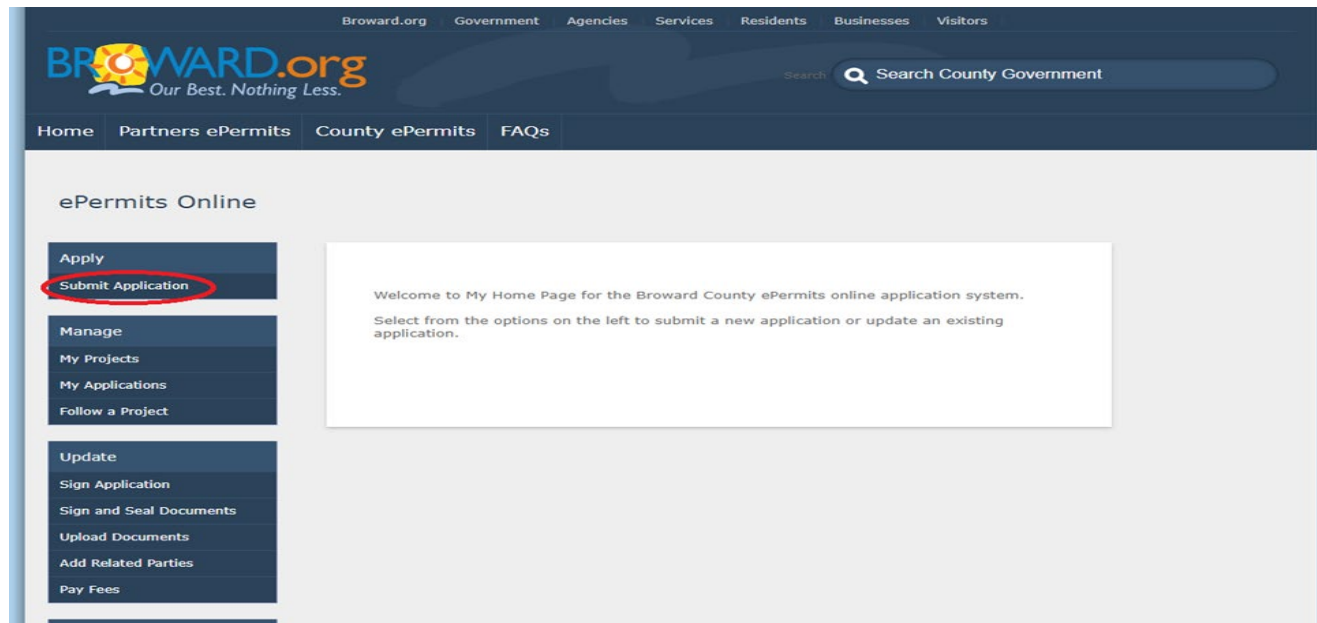 Broward.org Government Agencies Services Residents Businesses Visitors
BROWARD.org
Our Best. Nothing Less.
Search Search County Government
Home Partners ePermits County ePermits FAQs
ePermits Online
Apply
Submit Application
Manage
My Projects
My Applications
Follow a Project
Update
Sign Application
Sign and Seal Documents
Upload Documents
Add Related Parties
Pay Fees
Welcome to My Home Page for the Broward County ePermits online application system.
Select from the options on the left to submit a new application or update an existing
application.